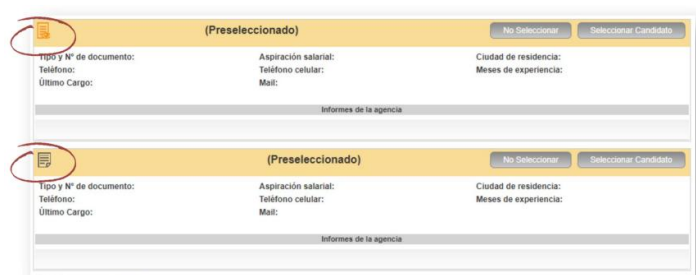 (Preseleccionado) No Seleccionar Seleccionar Candidato
Tipo y Nº de documento: Aspiración salarial: Ciudad de residencia:
Teléfono: Teléfono celular: Meses de experiencia:
Último Cargo: Mail:
Informes de la agencia
(Preseleccionado) No Seleccionar Seleccionar Candidato
Tipo y Nº de documento: Aspiración salarial: Ciudad de residencia:
Teléfono: Teléfono celular: Meses de experiencia:
Último Cargo: Mail:
Informes de la agencia